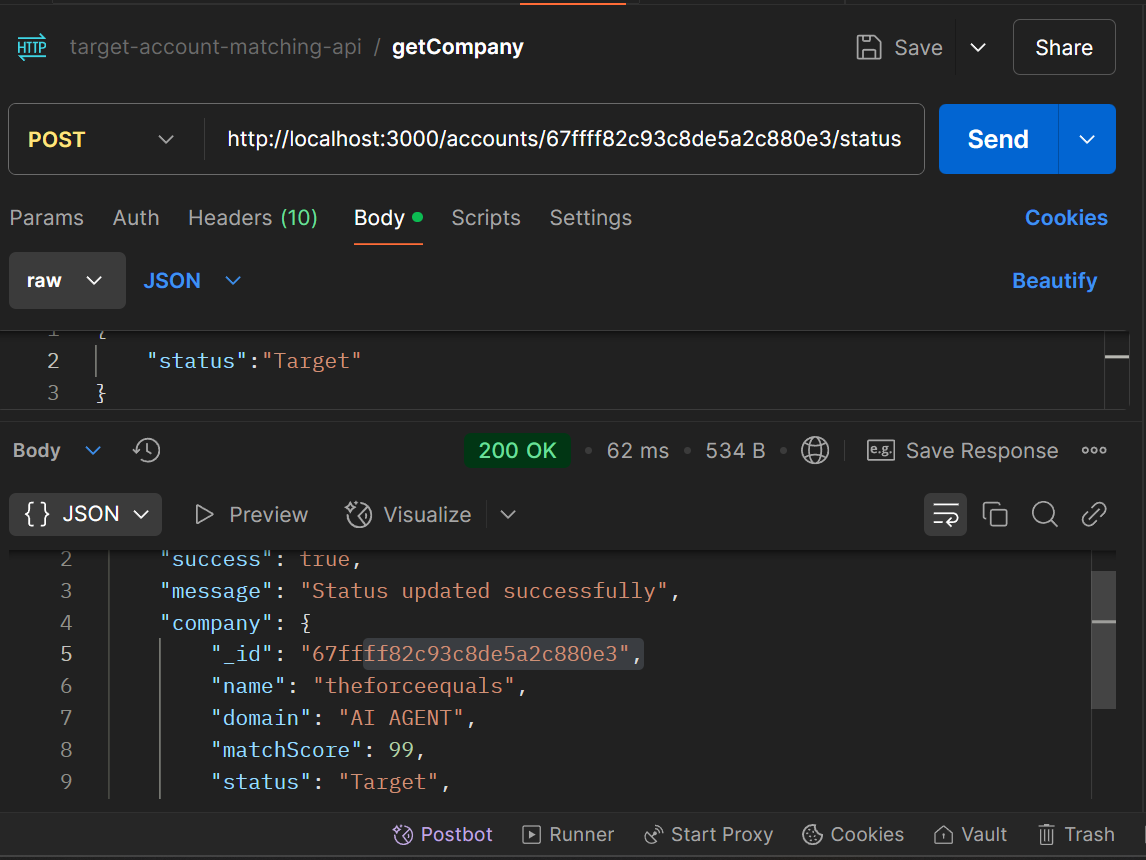 HTTP target-account-matching-api / getCompany Save Share
POST http://localhost:3000/accounts/67ffff82c93c8de5a2c880e3/status Send
Params Auth Headers (10) Body Scripts Settings Cookies
raw JSON Beautify
1 {
2 "status":"Target"
3 }
Body 200 OK • 62 ms • 534 B • e.g. Save Response
{} JSON Preview Visualize
2 "success": true,
3 "message": "Status updated successfully",
4 "company": {
5 "_id": "67ffff82c93c8de5a2c880e3",
6 "name": "theforceequals",
7 "domain": "AI AGENT",
8 "matchScore": 99,
9 "status": "Target",
Postbot Runner Start Proxy Cookies Vault Trash